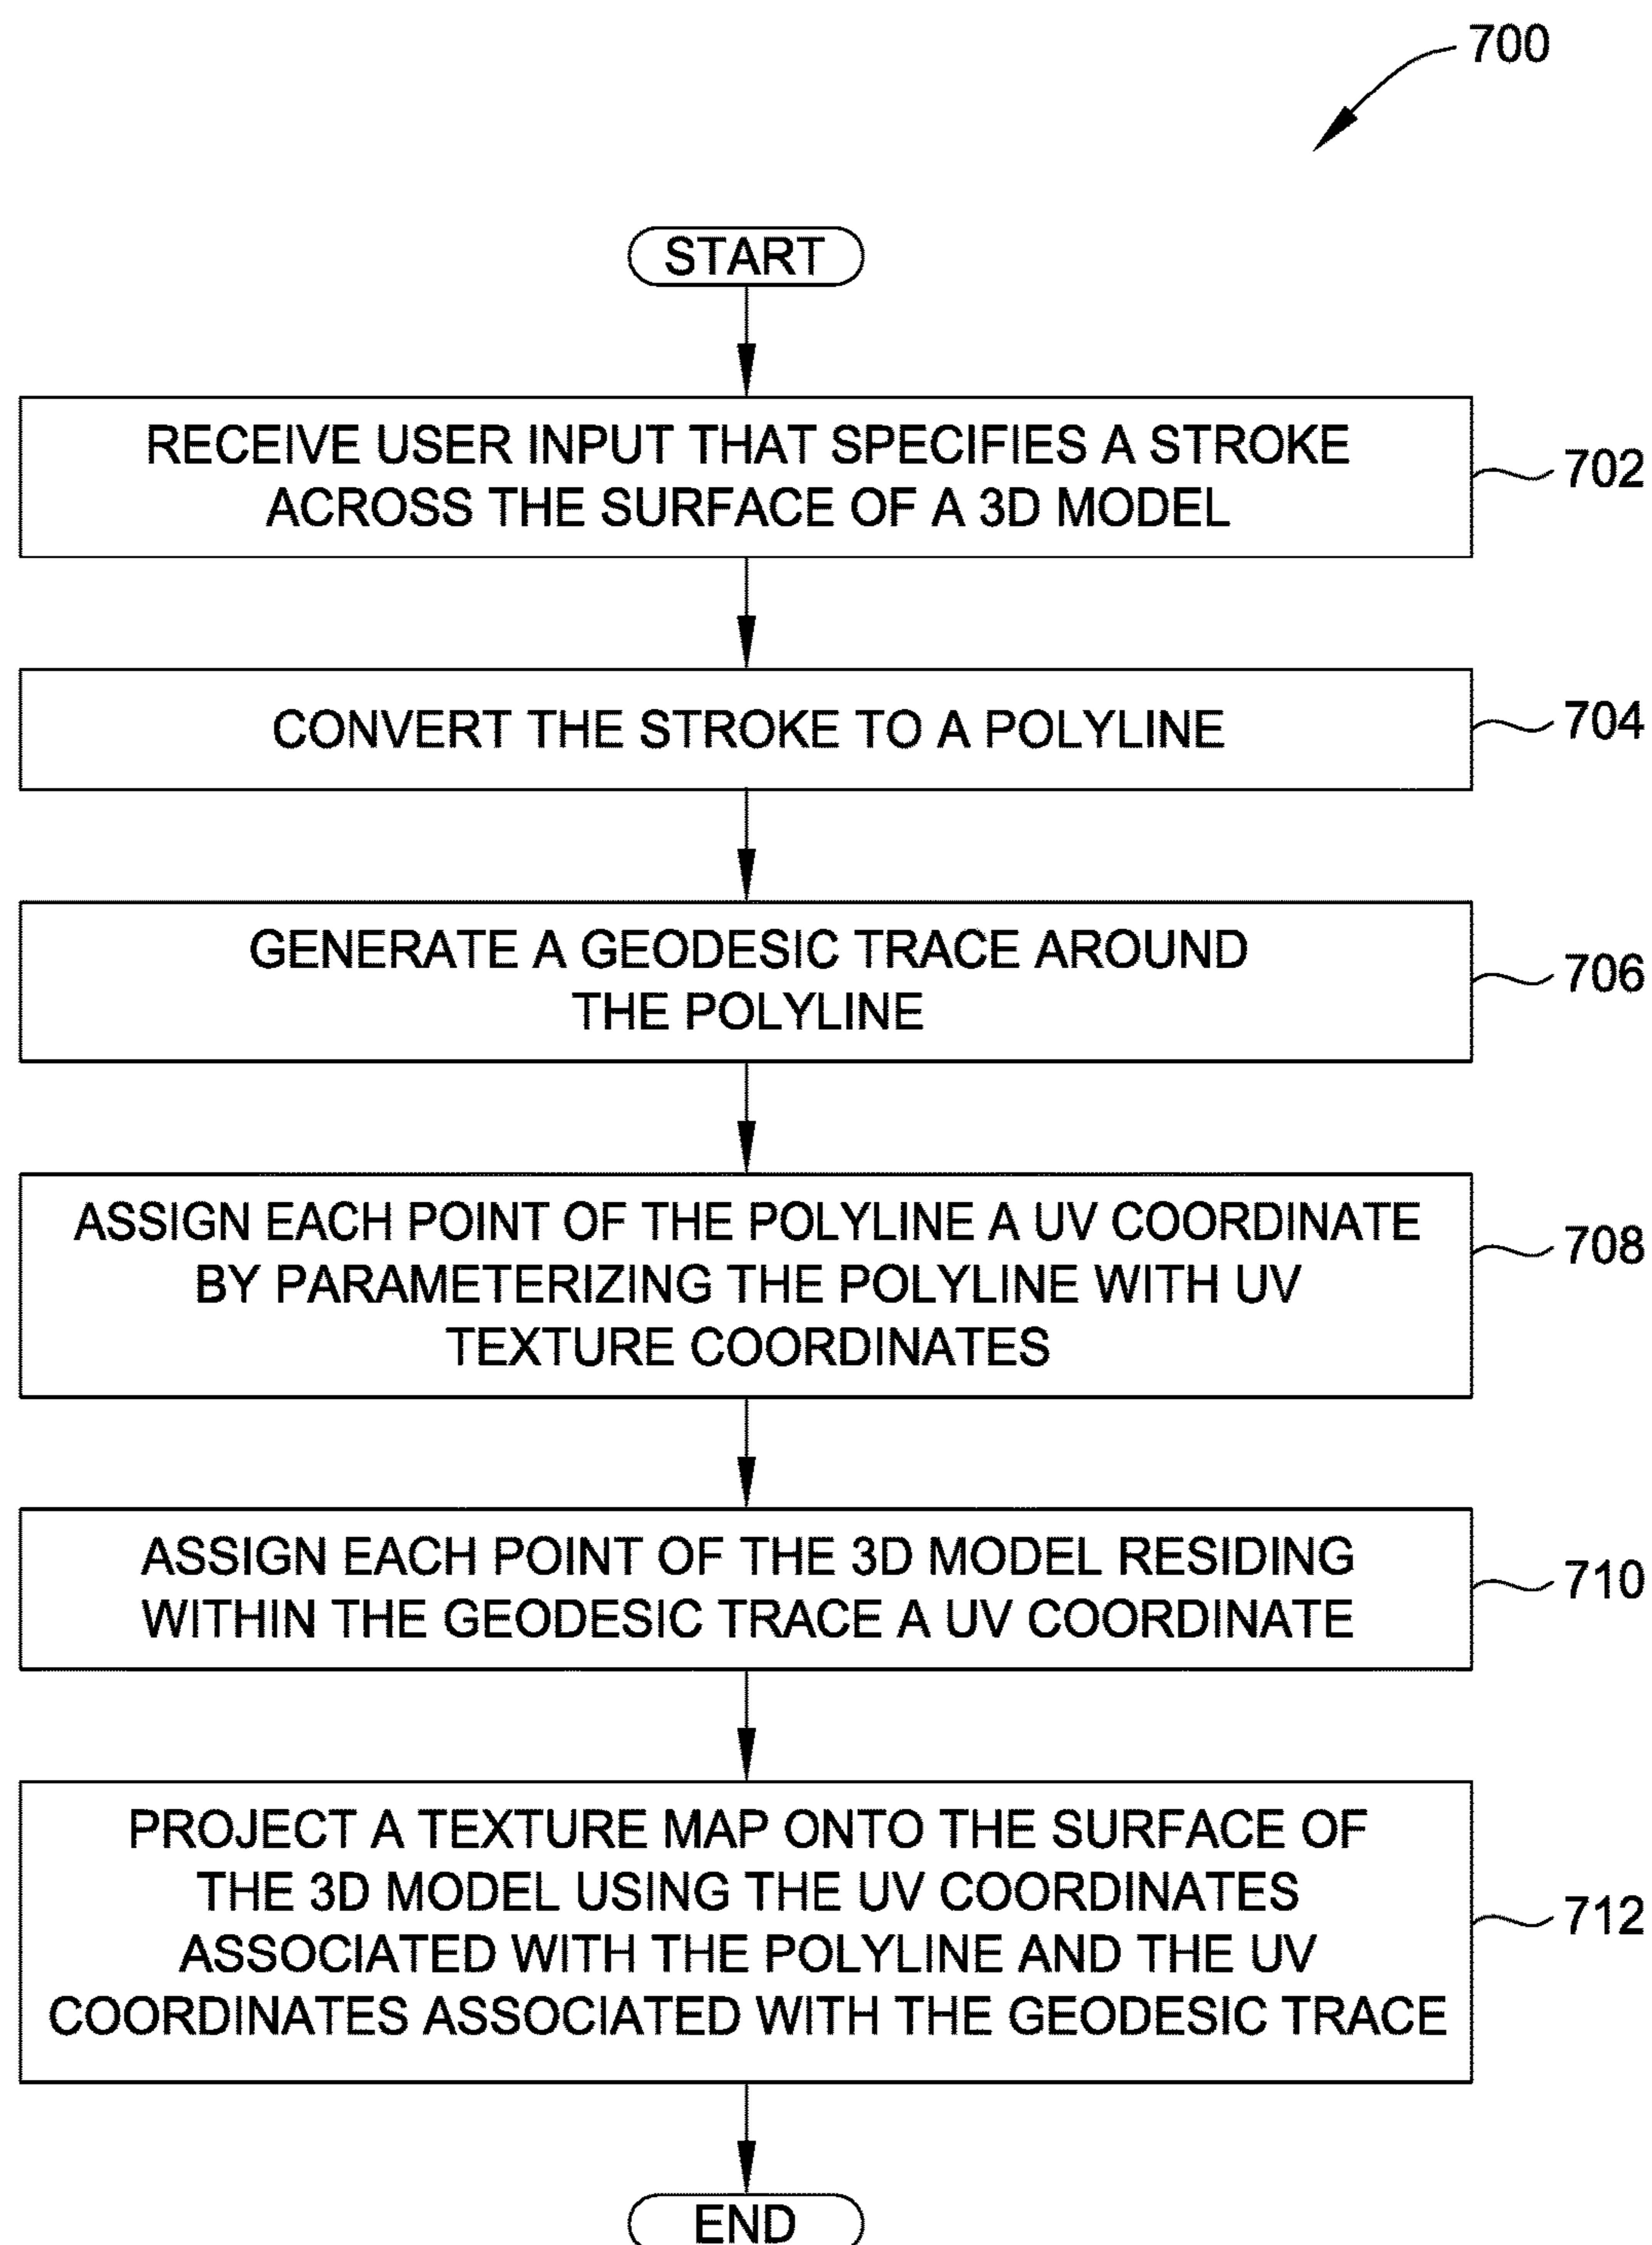 700
START
RECEIVE USER INPUT THAT SPECIFIES A STROKE
ACROSS THE SURFACE OF A 3D MODEL
702
CONVERT THE STROKE TO A POLYLINE
704
GENERATE A GEODESIC TRACE AROUND
THE POLYLINE
706
ASSIGN EACH POINT OF THE POLYLINE A UV COORDINATE
BY PARAMETERIZING THE POLYLINE WITH UV
TEXTURE COORDINATES
708
ASSIGN EACH POINT OF THE 3D MODEL RESIDING
WITHIN THE GEODESIC TRACE A UV COORDINATE
710
PROJECT A TEXTURE MAP ONTO THE SURFACE OF
THE 3D MODEL USING THE UV COORDINATES
ASSOCIATED WITH THE POLYLINE AND THE UV
COORDINATES ASSOCIATED WITH THE GEODESIC TRACE
712
END